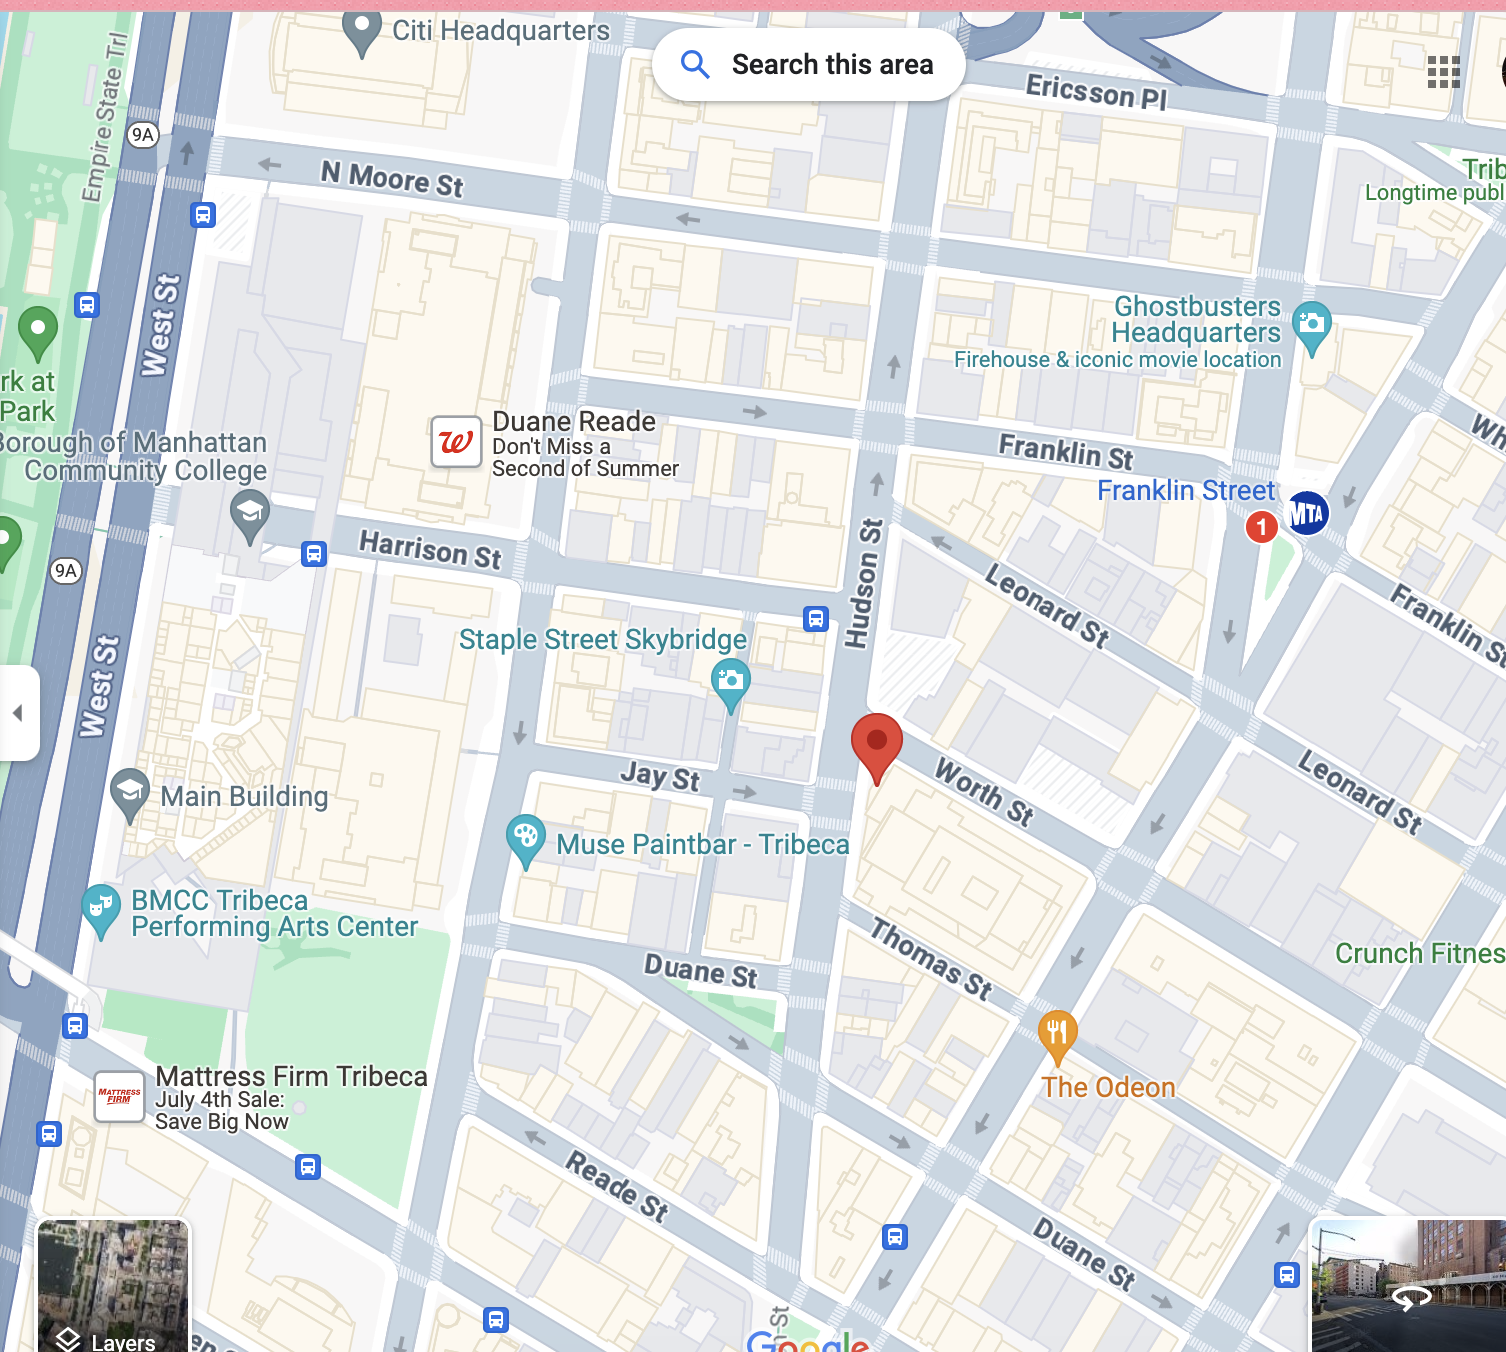 Citi Headquarters
Search this area
Ericsson Pl
Empire State Trl
9A
N Moore St
Trib
Longtime publ
West St
Ghostbusters
Headquarters
Firehouse & iconic movie location
rk at
Park
Duane Reade
Don't Miss a
Second of Summer
Borough of Manhattan
Community College
Franklin St
Wh
Franklin Street
MTA
1
Harrison St
9A
Hudson St
Leonard St
Franklin St
Staple Street Skybridge
West St
Jay St
Worth St
Leonard St
Main Building
Muse Paintbar - Tribeca
BMCC Tribeca
Performing Arts Center
Thomas St
Crunch Fitnes
Duane St
MATTRESS
FIRM
Mattress Firm Tribeca
July 4th Sale:
Save Big Now
The Odeon
Reade St
Duane St
Layers
n St
Google